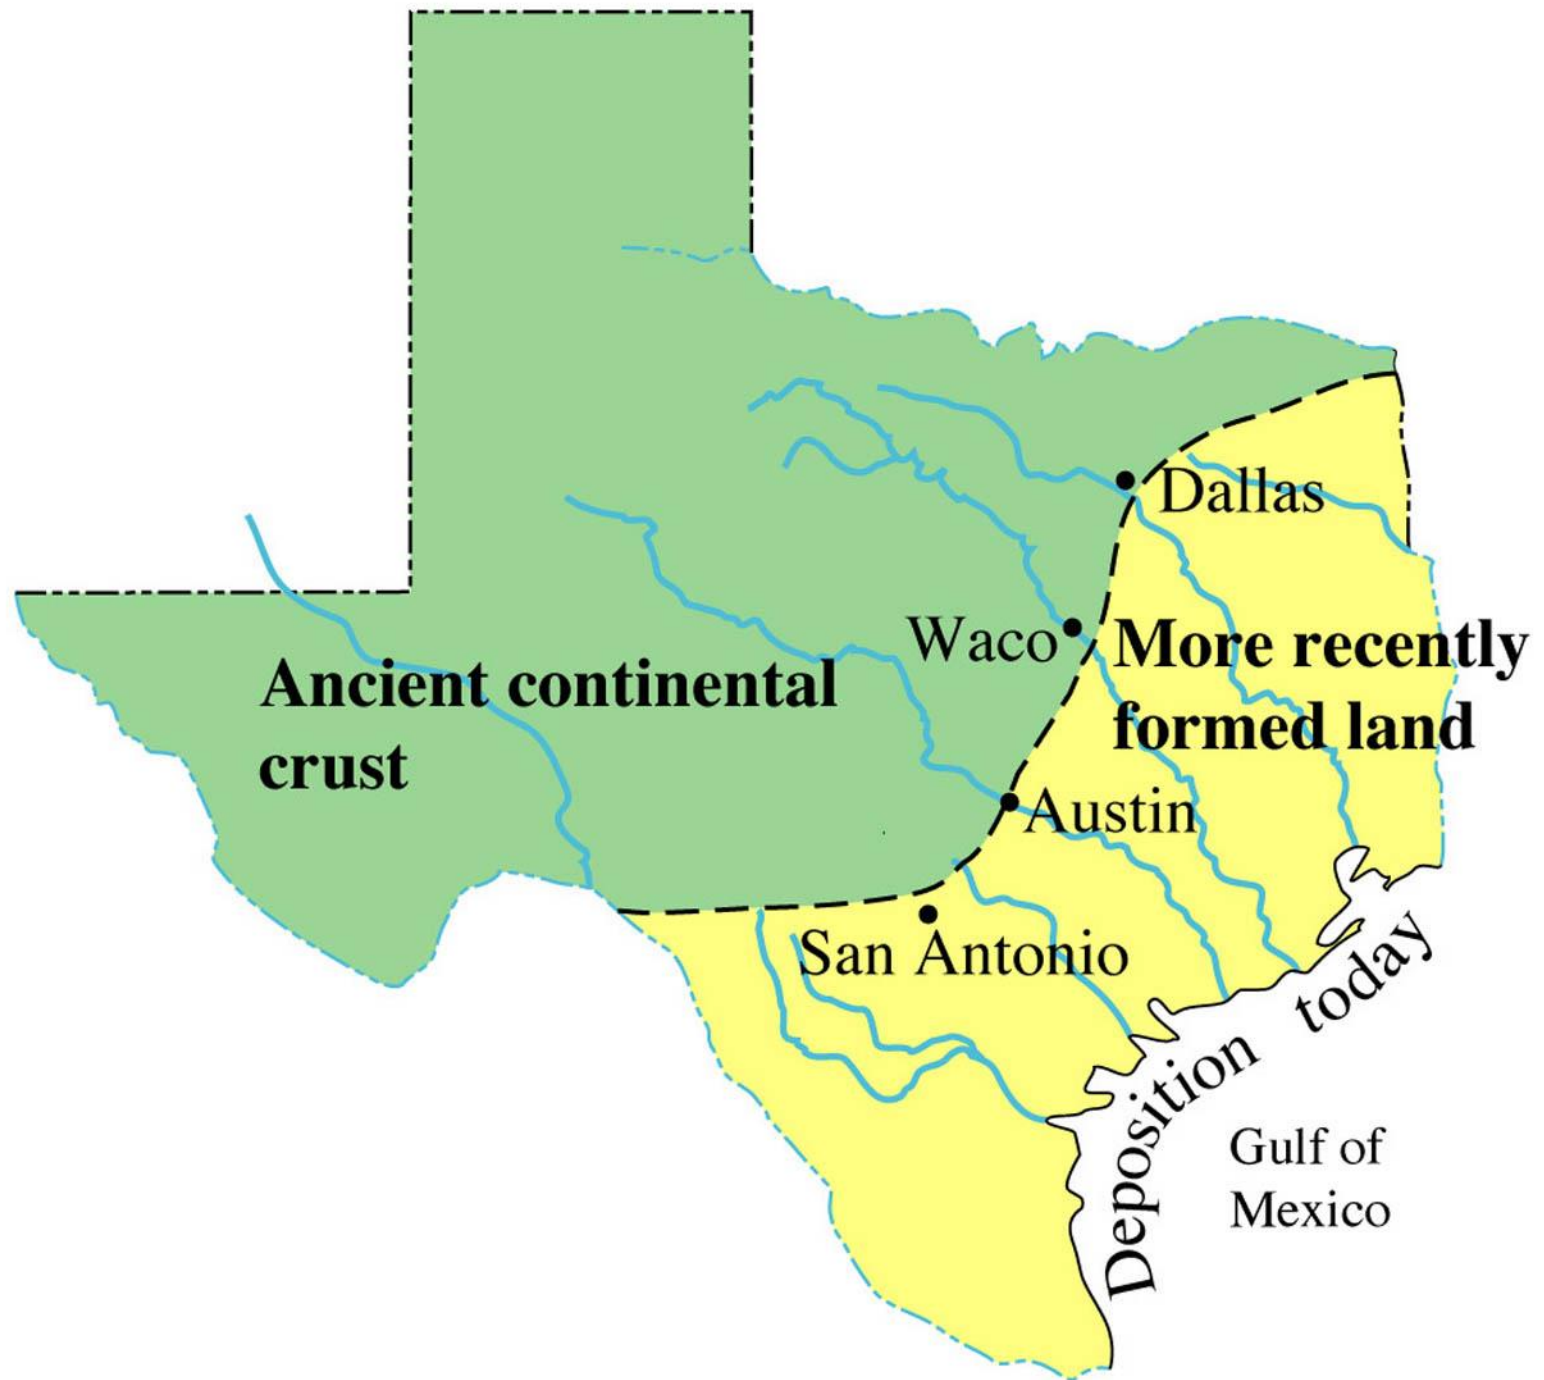 Dallas
Waco
More recently
formed land
Ancient continental
crust
Austin
San Antonio
Deposition today
Gulf of
Mexico